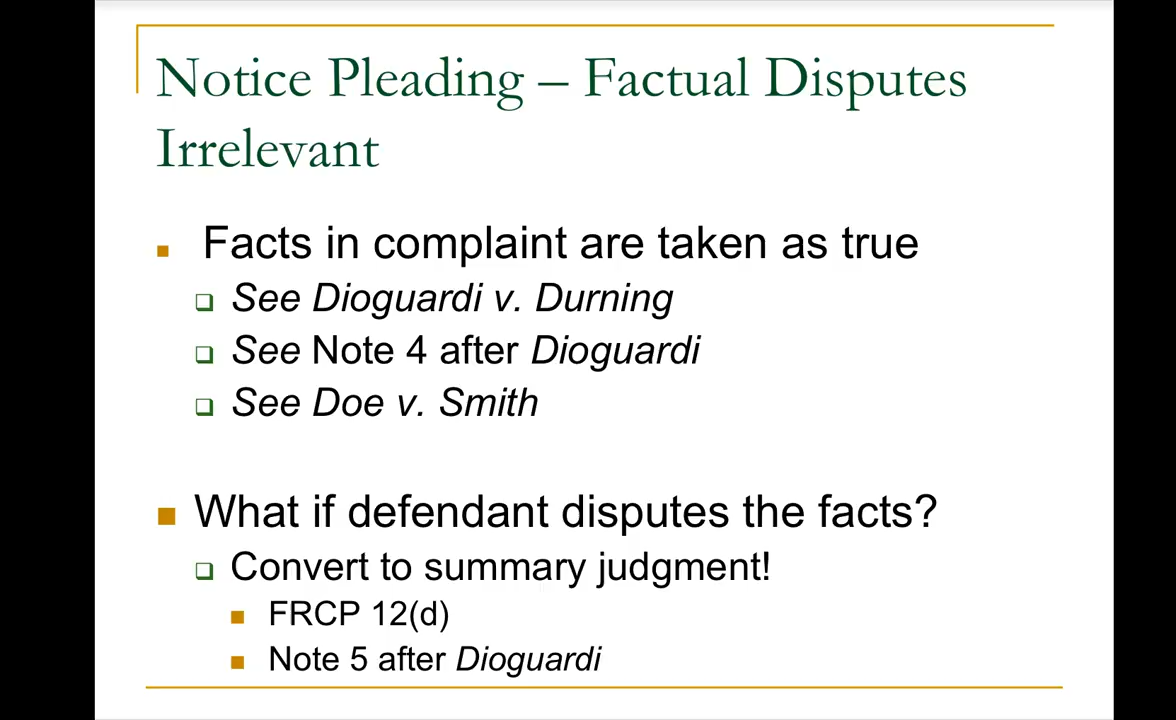 Notice Pleading – Factual Disputes
Irrelevant
Facts in complaint are taken as true
See Dioguardi v. Durning
See Note 4 after Dioguardi
See Doe v. Smith
What if defendant disputes the facts?
Convert to summary judgment!
FRCP 12(d)
Note 5 after Dioguardi